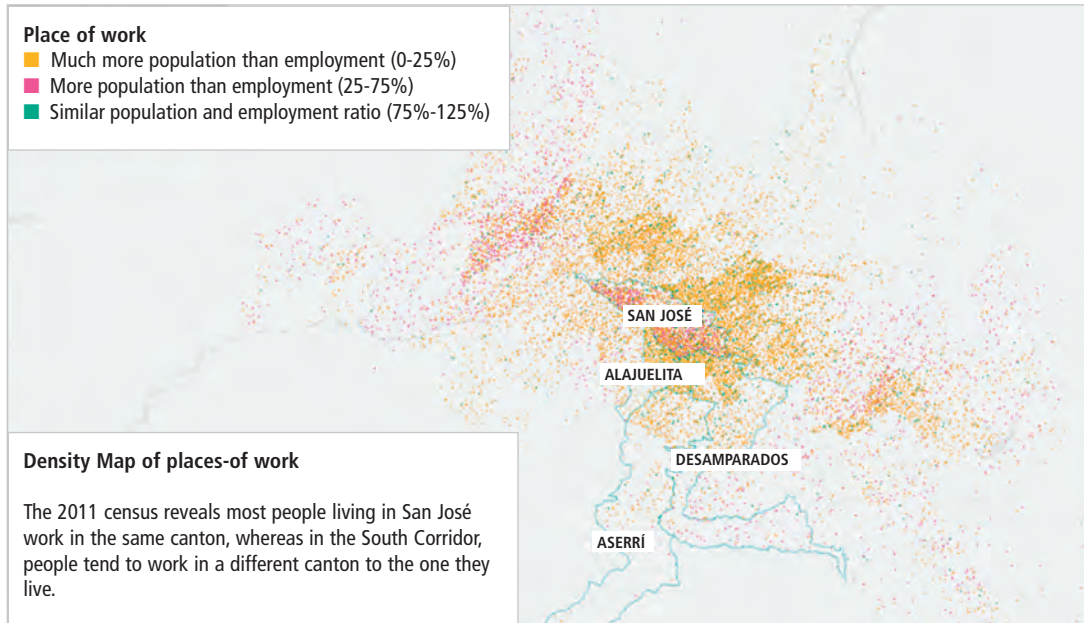 Place of work
Much more population than employment (0-25%)
More population than employment (25-75%)
Similar population and employment ratio (75%-125%)
SAN JOSÉ
ALAJUELITA
DESAMPARADOS
ASERRÍ
Density Map of places-of work
The 2011 census reveals most people living in San José
work in the same canton, whereas in the South Corridor,
people tend to work in a different canton to the one they
live.